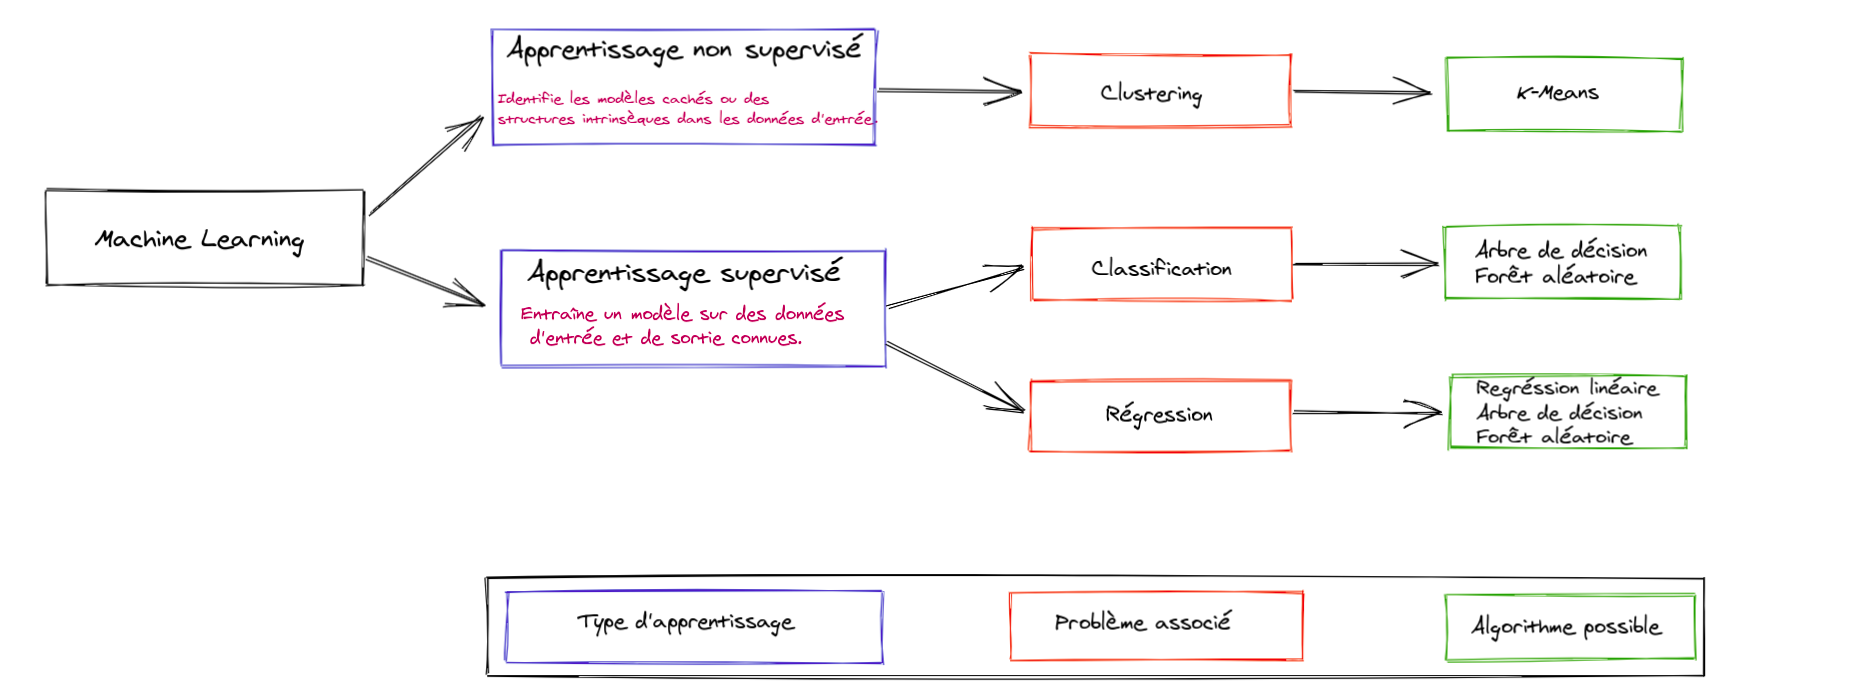 Apprentissage non supervisé
Identifie les modèles cachés ou des
structures intrinsèques dans les données d'entrée.
Clustering
K-Means
Machine Learning
Apprentissage supervisé
Entraîne un modèle sur des données
d'entrée et de sortie connues.
Classification
Arbre de décision
Forêt aléatoire
Régression
Regréssion linéaire
Arbre de décision
Forêt aléatoire
Type d'apprentissage
Problème associé
Algorithme possible